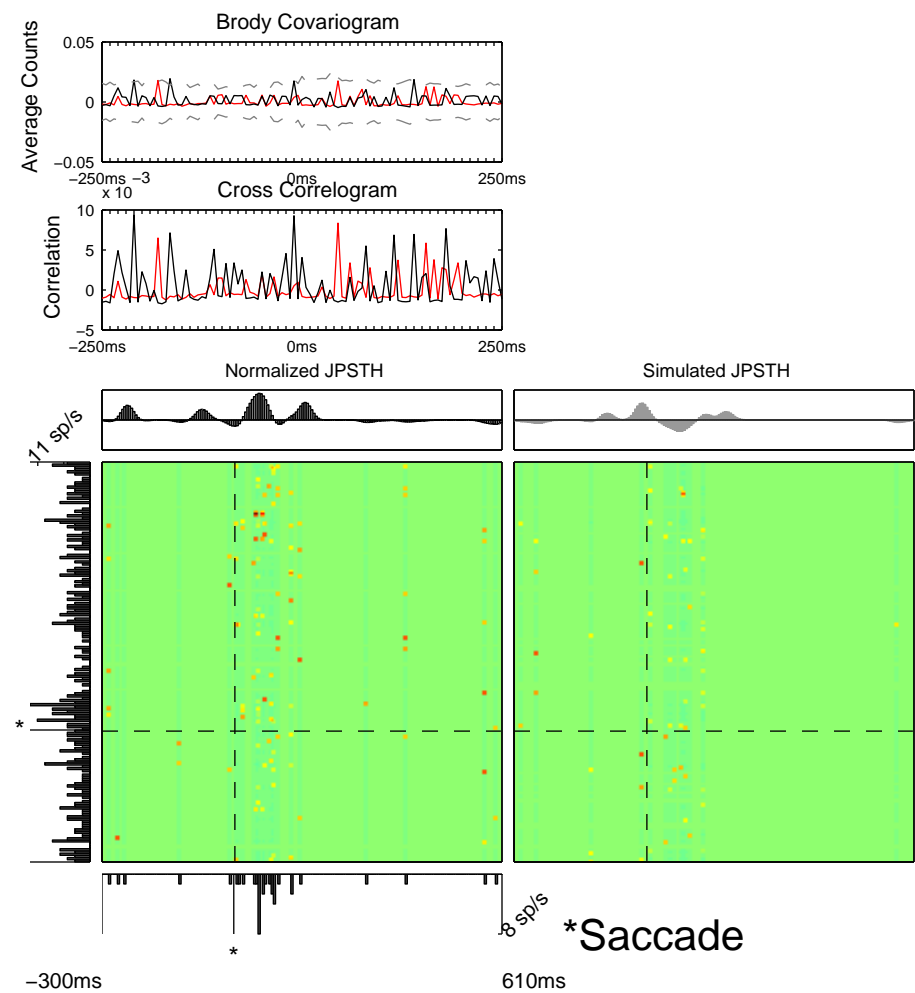 Brody Covariogram
Average Counts
0.05
0
−0.05
−250ms
−3
0ms
250ms
x 10
Cross Correlogram
Correlation
10
5
0
−5
−250ms
0ms
250ms
Normalized JPSTH
Simulated JPSTH
11 sp/s
*
8 sp/s
*
*Saccade
−300ms
610ms